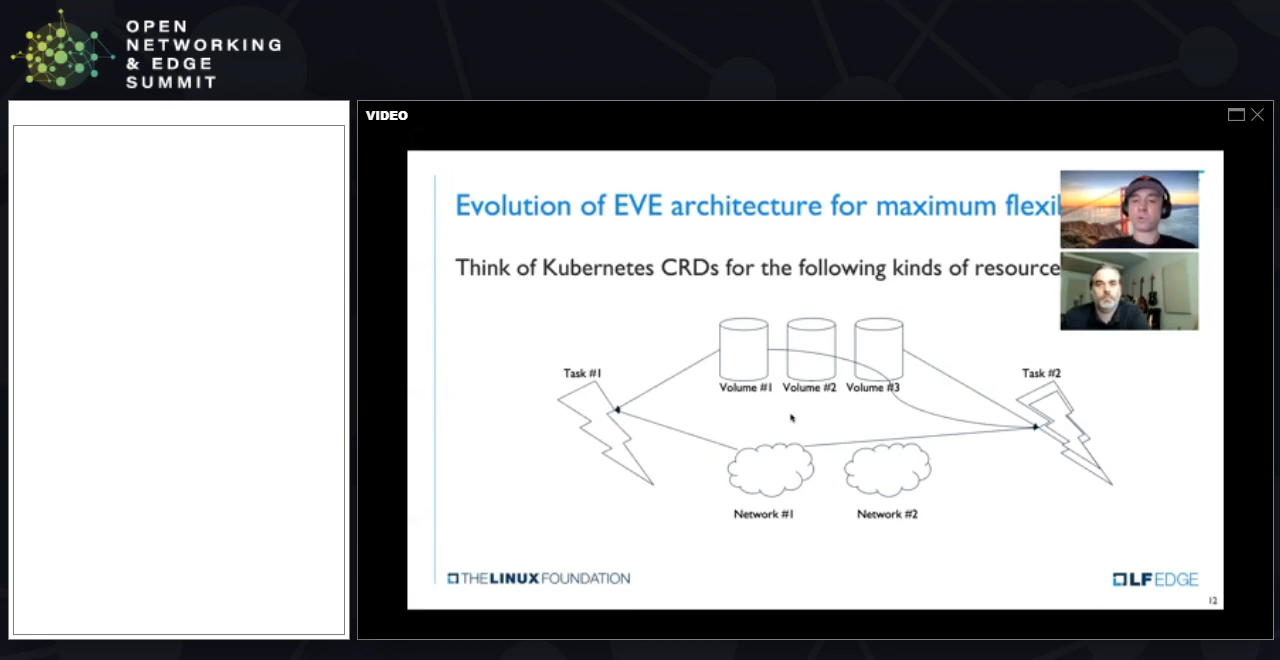 OPEN
NETWORKING
& EDGE
SUMMIT
VIDEO
Evolution of EVE architecture for maximum flexil
Think of Kubernetes CRDs for the following kinds of resource
Task #1
Task #2
Volume #1 Volume #2 Volume #3
Network #1 Network #2
THE LINUX FOUNDATION
LF EDGE
12